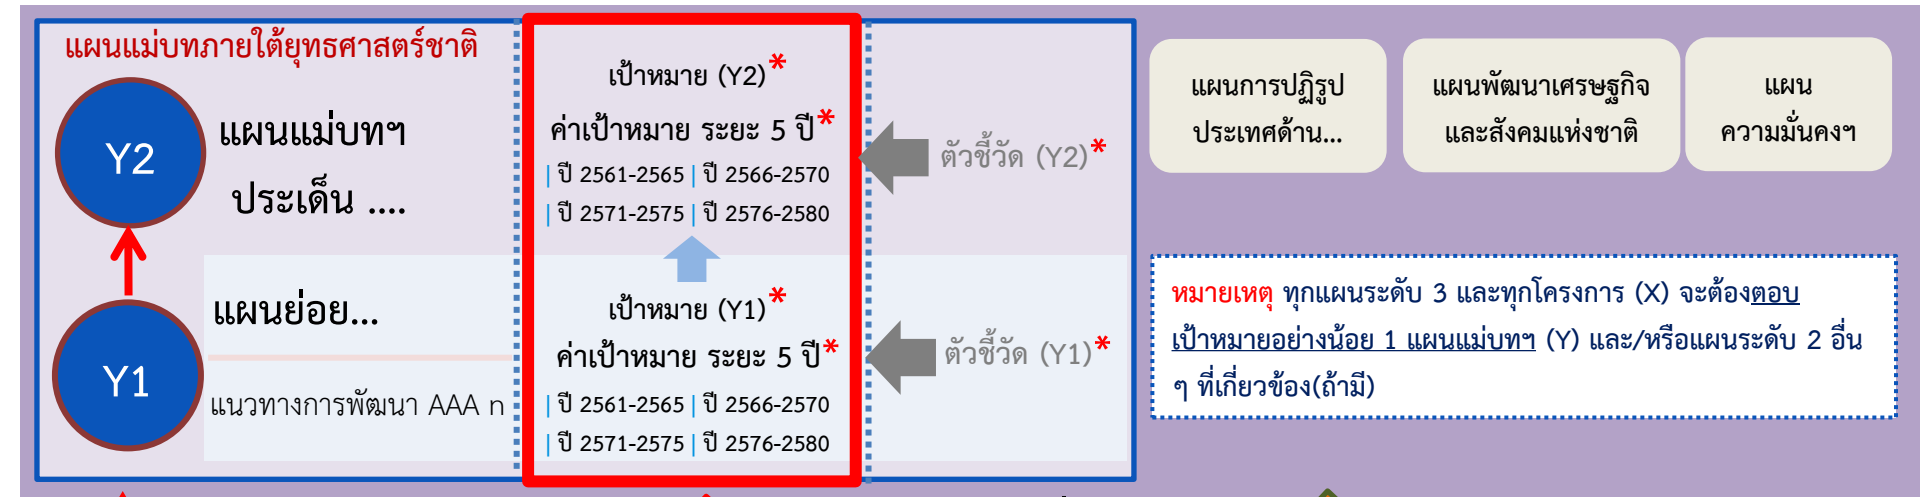 แผนแม่บทภายใต้ยุทธศาสตร์ชาติ
Y2
แผนแม่บทฯ
ประเด็น ....
เป้าหมาย (Y2)*
ค่าเป้าหมาย ระยะ 5 ปี*
| ปี 2561-2565 | ปี 2566-2570
| ปี 2571-2575 | ปี 2576-2580
ตัวชี้วัด (Y2)*
Y1
แผนย่อย...
แนวทางการพัฒนา AAA n
เป้าหมาย (Y1)*
ค่าเป้าหมาย ระยะ 5 ปี*
| ปี 2561-2565 | ปี 2566-2570
| ปี 2571-2575 | ปี 2576-2580
ตัวชี้วัด (Y1)*
แผนการปฏิรูป
ประเทศด้าน...
แผนพัฒนาเศรษฐกิจ
และสังคมแห่งชาติ
แผน
ความมั่นคงฯ
หมายเหตุ ทุกแผนระดับ 3 และทุกโครงการ (X) จะต้องตอบ
เป้าหมายอย่างน้อย 1 แผนแม่บทฯ (Y) และ/หรือแผนระดับ 2 อื่น
ๆ ที่เกี่ยวข้อง(ถ้ามี)